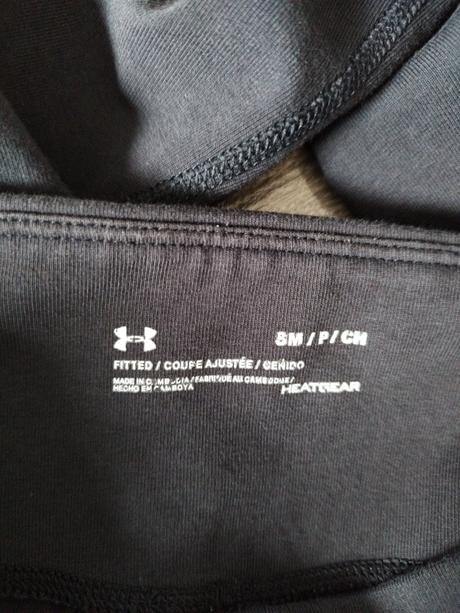 SM/P/CH
FITTED / COUPE AJUSTÉE / CEÑIDO
MADE IN CAMBODIA / FABRIQUÉ AU CAMBODGE /
HECHO EN CAMBOYA
HEATGEAR